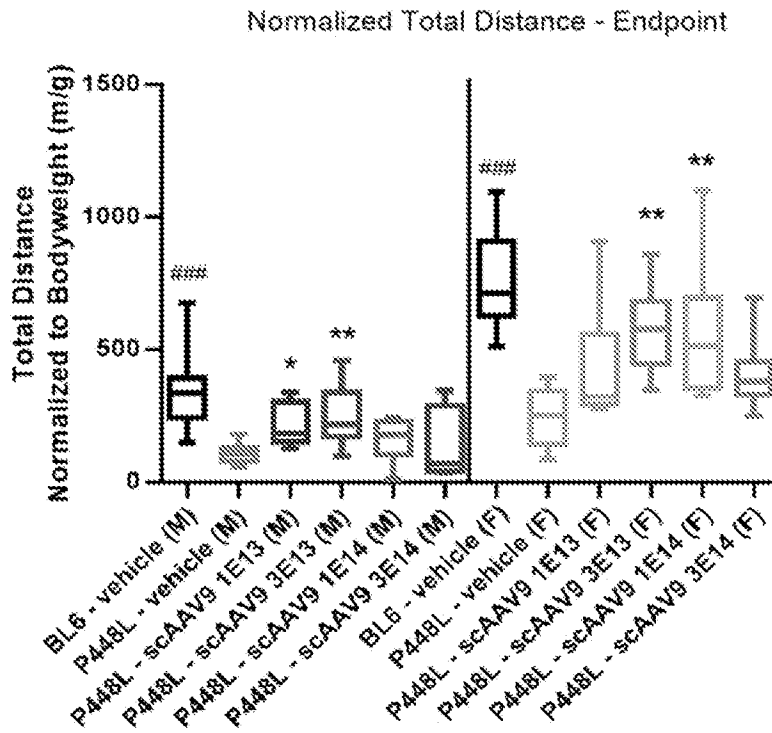 Normalized Total Distance - Endpoint
Total Distance
Normalized to Bodyweight (m/g)
1500
1000
500
0
###
*
**
###
**
**
BL6 - vehicle (M)
P448L - vehicle (M)
P448L - scAAV9 1E13 (M)
P448L - scAAV9 3E13 (M)
P448L - scAAV9 1E14 (M)
P448L - scAAV9 3E14 (M)
BL6 - vehicle (F)
P448L - vehicle (F)
P448L - scAAV9 1E13 (F)
P448L - scAAV9 3E13 (F)
P448L - scAAV9 1E14 (F)
P448L - scAAV9 3E14 (F)